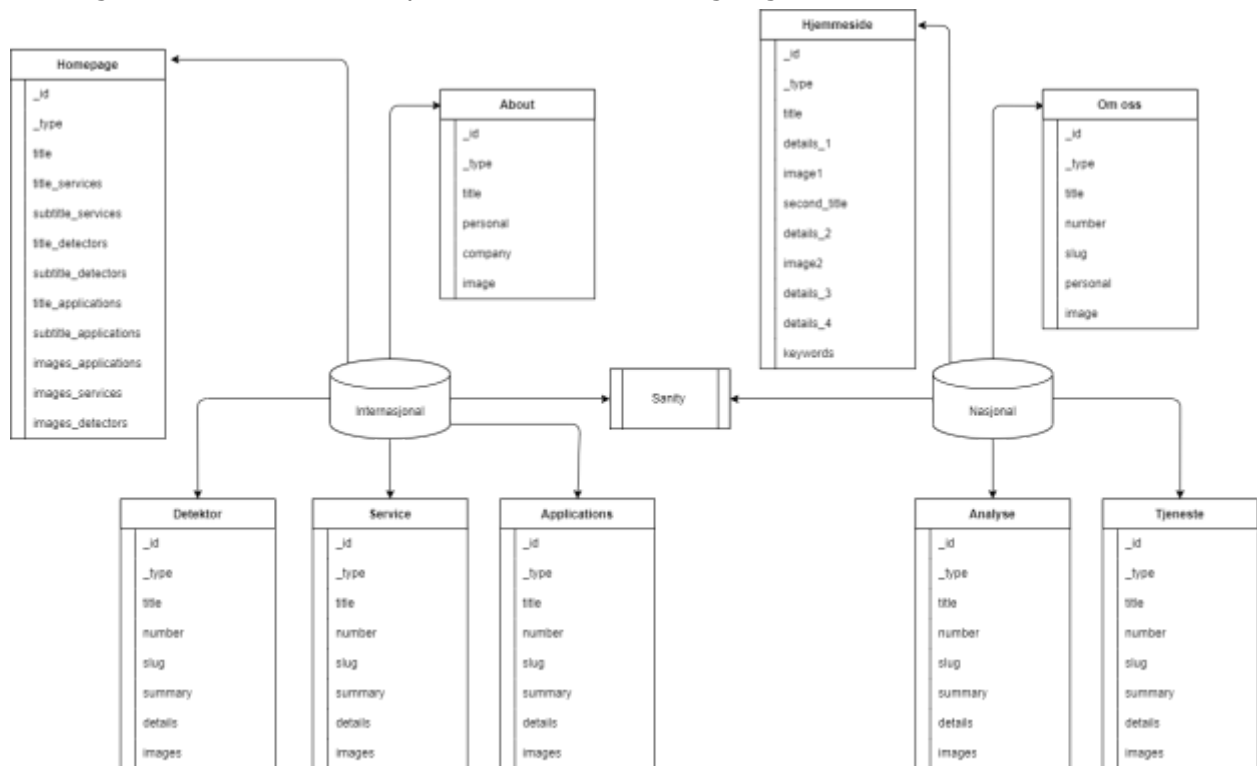 Homepage
_id
_type
title
title_services
subtitle_services
title_detectors
subtitle_detectors
title_applications
subtitle_applications
images_applications
images_services
images_detectors
About
_id
_type
title
personal
company
image
Hjemmeside
_id
_type
title
details_1
image1
second_title
details_2
image2
details_3
details_4
keywords
Om oss
_id
_type
title
number
slug
personal
image
Internasjonal
Sanity
Nasjonal
Detektor
_id
_type
title
number
slug
summary
details
images
Service
_id
_type
title
number
slug
summary
details
images
Applications
_id
_type
title
number
slug
summary
details
images
Analyse
_id
_type
title
number
slug
summary
details
images
Tjeneste
_id
_type
title
number
slug
summary
details
images